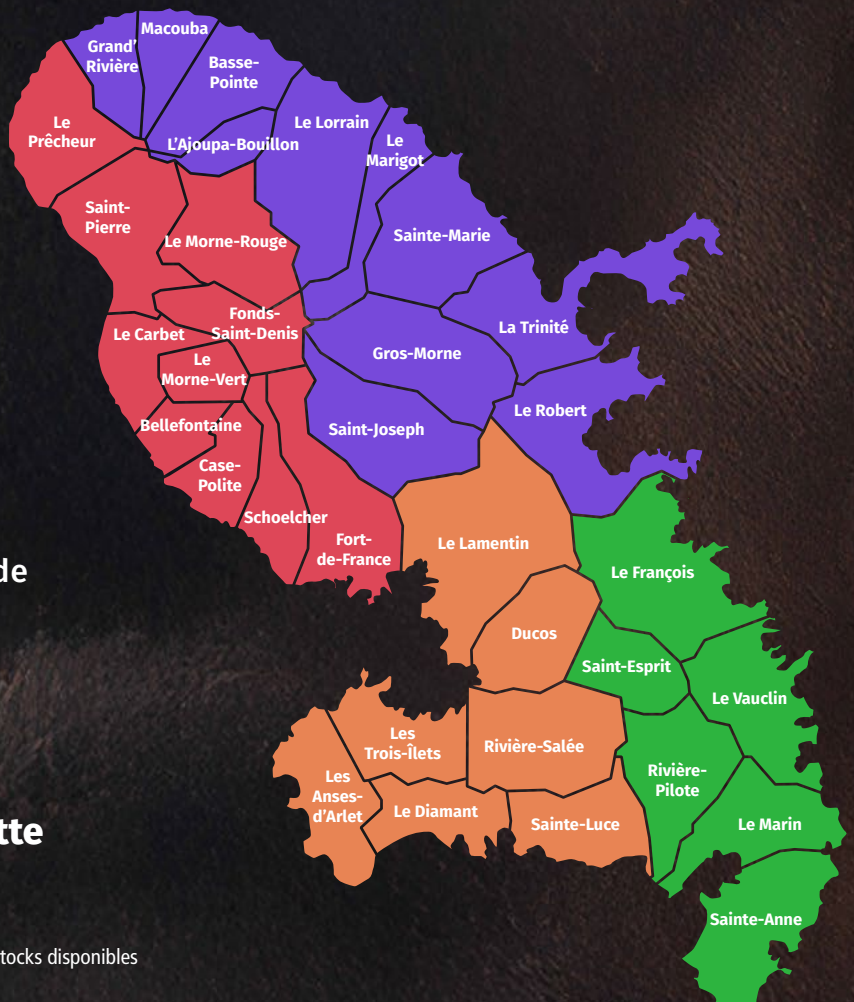 Macouba
Grand'
Rivière
Basse-
Pointe
Le
Prêcheur
Le Lorrain
L'Ajoupa-Bouillon
Le
Marigot
Saint-
Pierre
Le Morne-Rouge
Sainte-Marie
Fonds-
Saint-Denis
Le Carbet
La Trinité
Gros-Morne
Le
Morne-Vert
Le Robert
Bellefontaine
Saint-Joseph
Case-
Polite
Schoelcher
Fort-
de-France
Le Lamentin
de
Le François
Ducos
Saint-Esprit
Le Vauclin
Les
Trois-Îlets
Rivière-Salée
Rivière-
Pilote
Les
Anses-
d'Arlet
Le Diamant
Sainte-Luce
Le Marin
tte
Sainte-Anne
tocks disponibles